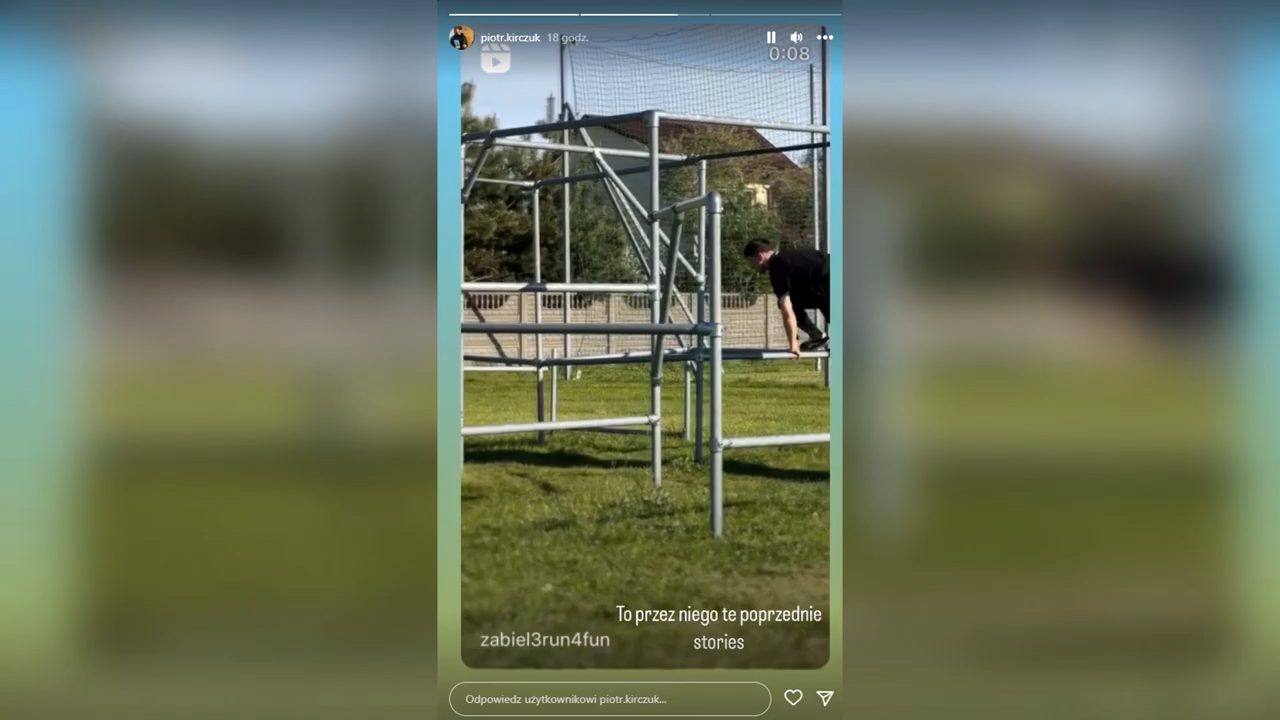 piotr.kirczuk 18 godz.
0:08
To przez niego te poprzednie
stories
zabiel3run4fun
Odpowiedz użytkownikowi piotr.kirczuk...